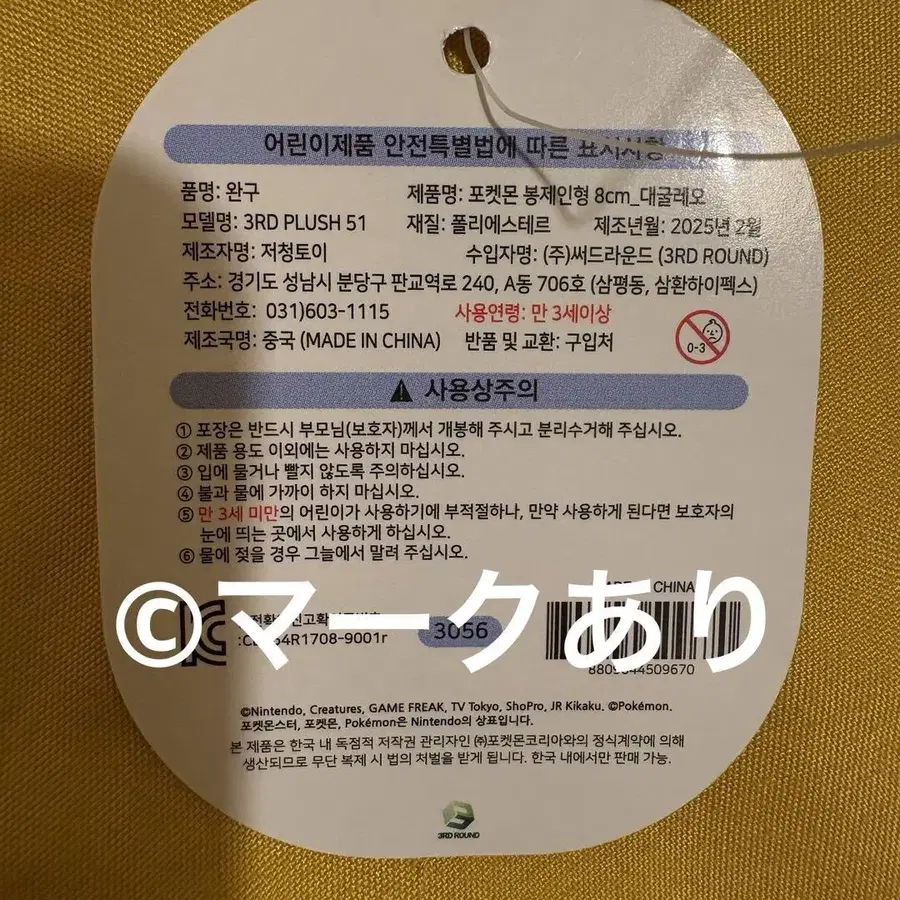 어린이제품 안전특별법에 따른 표시사항
품명: 완구 제품명: 포켓몬 봉제인형 8cm_대굴레오
모델명: 3RD PLUSH 51 재질: 폴리에스테르 제조년월: 2025년 2월
제조자명: 저청토이 수입자명: (주)써드라운드 (3RD ROUND)
주소: 경기도 성남시 분당구 판교역로 240, A동 706호 (삼평동, 삼환하이펙스)
전화번호: 031)603-1115 사용연령: 만 3세이상
제조국명: 중국 (MADE IN CHINA) 반품 및 교환: 구입처
0-3
사용상주의
① 포장은 반드시 부모님(보호자)께서 개봉해 주시고 분리수거해 주십시오.
② 제품 용도 이외에는 사용하지 마십시오.
③ 입에 물거나 빨지 않도록 주의하십시오.
④ 불과 물에 가까이 하지 마십시오.
⑤ 만 3세 미만의 어린이가 사용하기에 부적절하나, 만약 사용하게 된다면 보호자의
눈에 띄는 곳에서 사용하게 하십시오.
⑥ 물에 젖을 경우 그늘에서 말려 주십시오.
©マークあり
CHINA
3056
©Nintendo, Creatures, GAME FREAK, TV Tokyo, ShoPro, JR Kikaku. ©Pokémon.
포켓몬스터, 포켓몬, Pokémon은 Nintendo의 상표입니다.
본 제품은 한국 내 독점적 저작권 관리자인 ㈜포켓몬코리아와의 정식계약에 의해
생산되므로 무단 복제 시 법의 처벌을 받게 됩니다. 한국 내에서만 판매 가능.
3RD ROUND